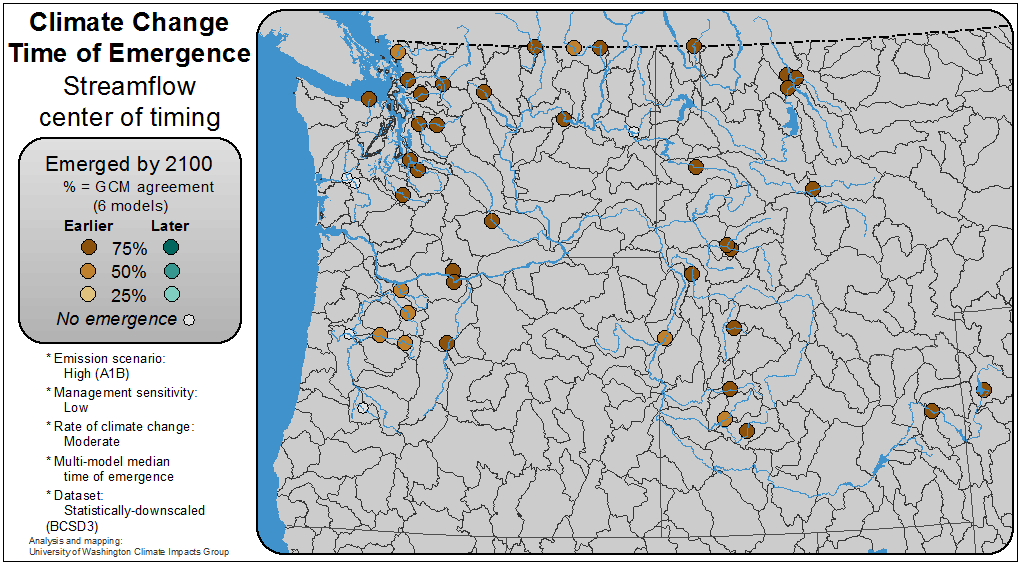 Climate Change
Time of Emergence
Streamflow
center of timing
Emerged by 2100
% = GCM agreement
(6 models)
Earlier Later
75%
50%
25%
No emergence
* Emission scenario:
High (A1B)
* Management sensitivity:
Low
* Rate of climate change:
Moderate
* Multi-model median
time of emergence
* Dataset:
Statistically-downscaled
(BCSD3)
Analysis and mapping:
University of Washington Climate Impacts Group